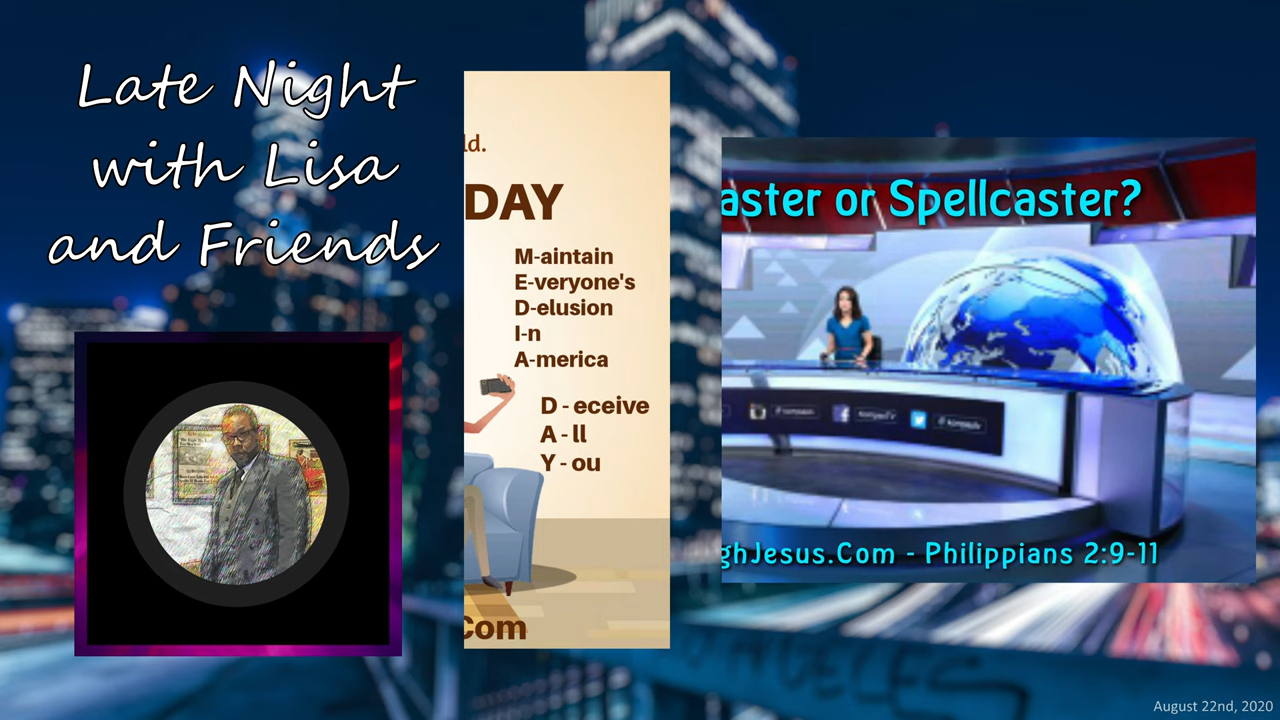 Late Night
with Lisa
and Friends
ld.
DAY
M-aintain
E-veryone's
D-elusion
I-n
A-merica
D - eceive
A - ll
Y - ou
Com
aster or Spellcaster?
ghJesus.Com - Philippians 2:9-11
August 22nd, 2020